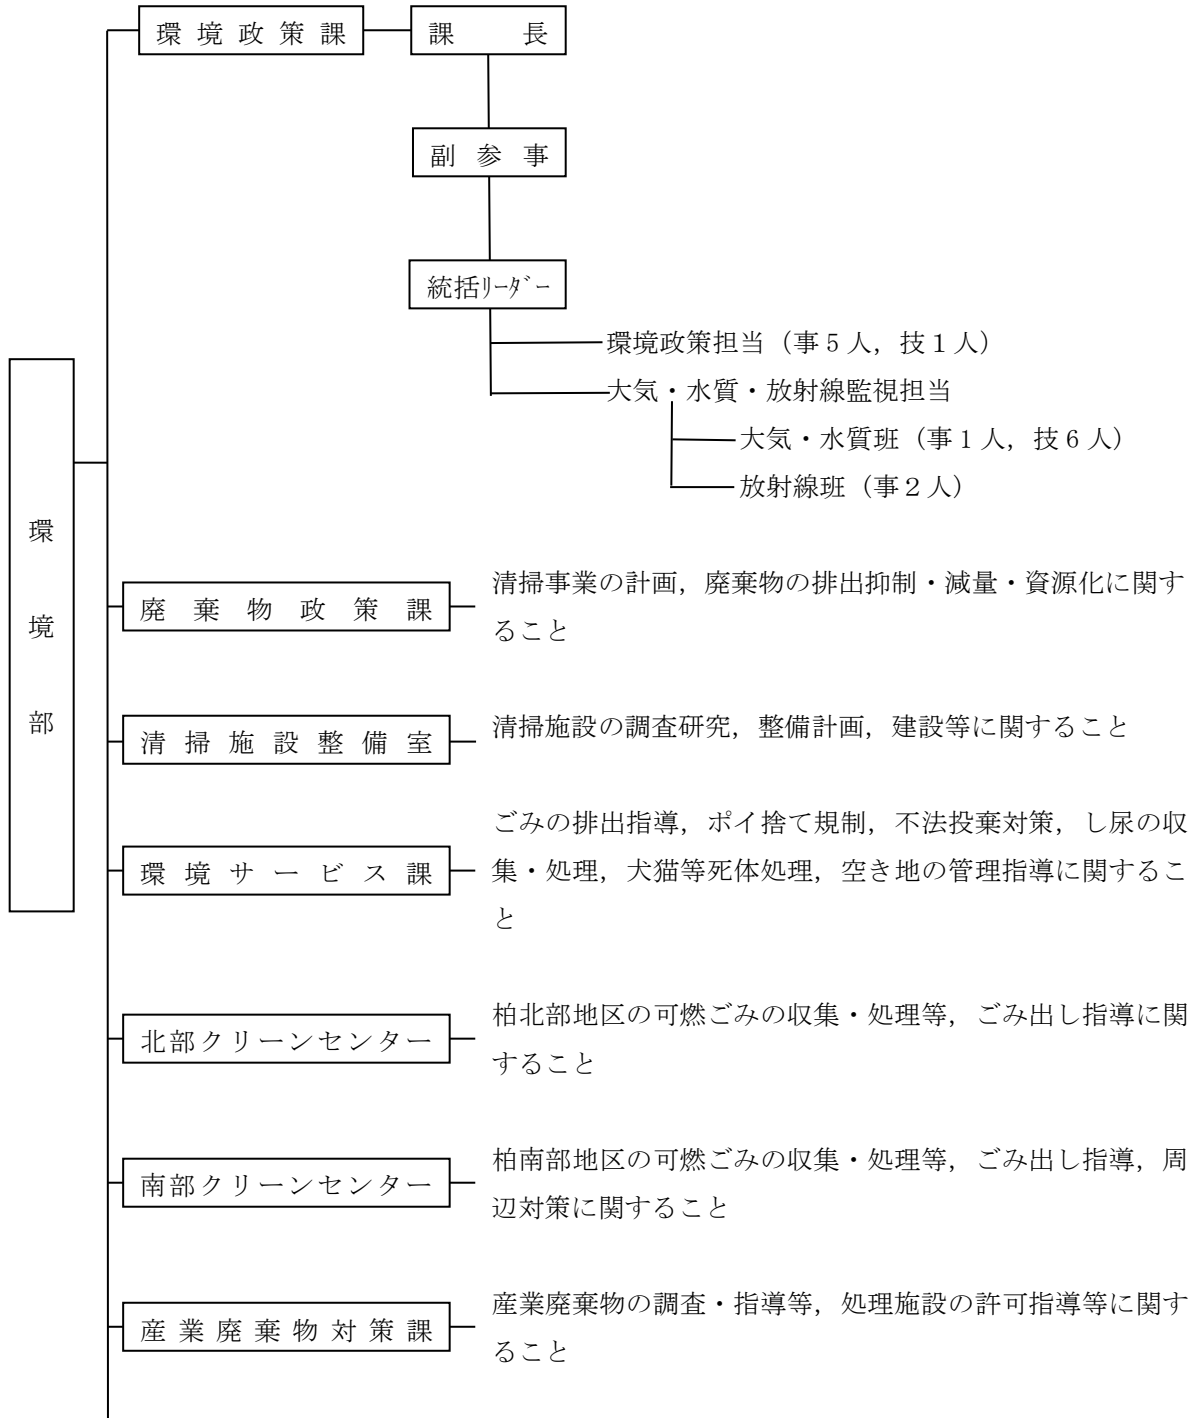 環境政策課
課長
副参事
統括ﾘｰﾀﾞｰ
環境政策担当（事５人，技１人）
大気・水質・放射線監視担当
大気・水質班（事１人，技６人）
放射線班（事２人）
環境部
廃棄物政策課
清掃事業の計画，廃棄物の排出抑制・減量・資源化に関す
ること
清掃施設整備室
清掃施設の調査研究，整備計画，建設等に関すること
環境サービス課
ごみの排出指導，ポイ捨て規制，不法投棄対策，し尿の収
集・処理，犬猫等死体処理，空き地の管理指導に関するこ
と
北部クリーンセンター
柏北部地区の可燃ごみの収集・処理等，ごみ出し指導に関
すること
南部クリーンセンター
柏南部地区の可燃ごみの収集・処理等，ごみ出し指導，周
辺対策に関すること
産業廃棄物対策課
産業廃棄物の調査・指導等，処理施設の許可指導等に関す
ること